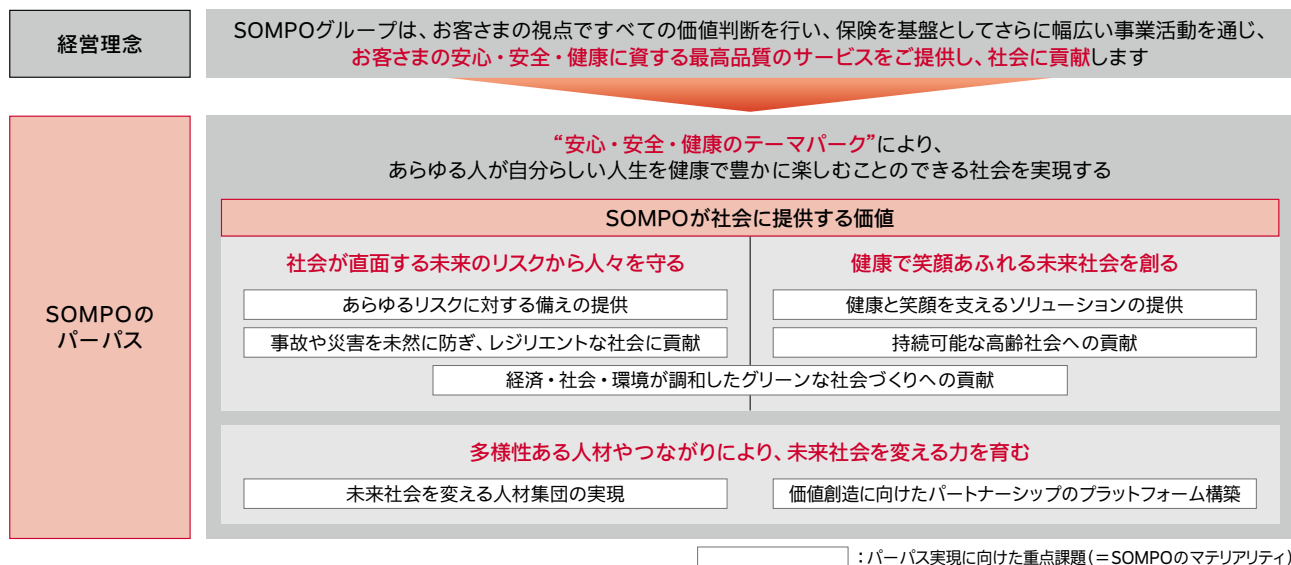 経営理念
SOMPOグループは、お客さまの視点ですべての価値判断を行い、保険を基盤としてさらに幅広い事業活動を通じ、
お客さまの安心・安全・健康に資する最高品質のサービスをご提供し、社会に貢献します
SOMPOの
パーパス
“安心・安全・健康のテーマパーク”により、
あらゆる人が自分らしい人生を健康で豊かに楽しむことのできる社会を実現する
SOMPOが社会に提供する価値
社会が直面する未来のリスクから人々を守る
あらゆるリスクに対する備えの提供
事故や災害を未然に防ぎ、レジリエントな社会に貢献
健康で笑顔あふれる未来社会を創る
健康と笑顔を支えるソリューションの提供
持続可能な高齢社会への貢献
経済・社会・環境が調和したグリーンな社会づくりへの貢献
多様性ある人材やつながりにより、未来社会を変える力を育む
未来社会を変える人材集団の実現
価値創造に向けたパートナーシップのプラットフォーム構築
：パーパス実現に向けた重点課題(=SOMPOのマテリアリティ)